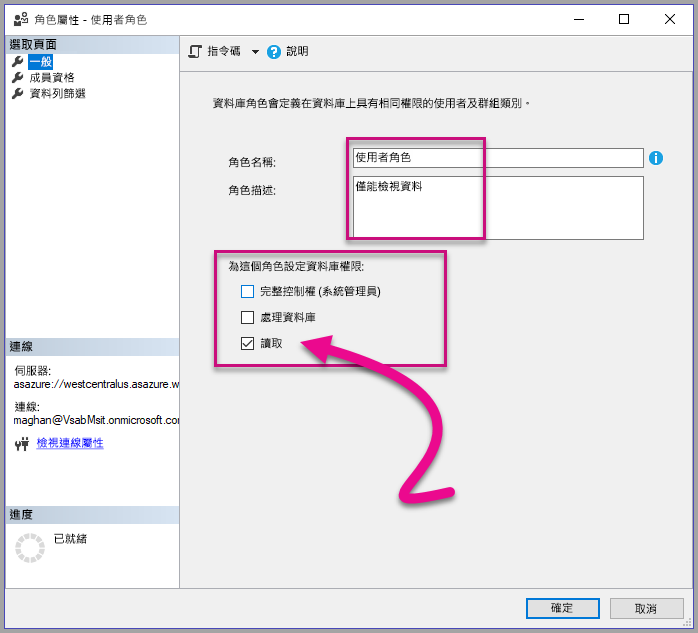 角色屬性 - 使用者角色
選取頁面
一般
成員資格
資料列篩選
指令碼
說明
資料庫角色會定義在資料庫上具有相同權限的使用者及群組類別。
角色名稱:
使用者角色
角色描述:
僅能檢視資料
為這個角色設定資料庫權限:
完整控制權 (系統管理員)
處理資料庫
讀取
連線
伺服器:
asazure://westcentralus.asazure.w
連線:
maghan@VsabMsit.onmicrosoft.co
檢視連線屬性
進度
已就緒
確定
取消